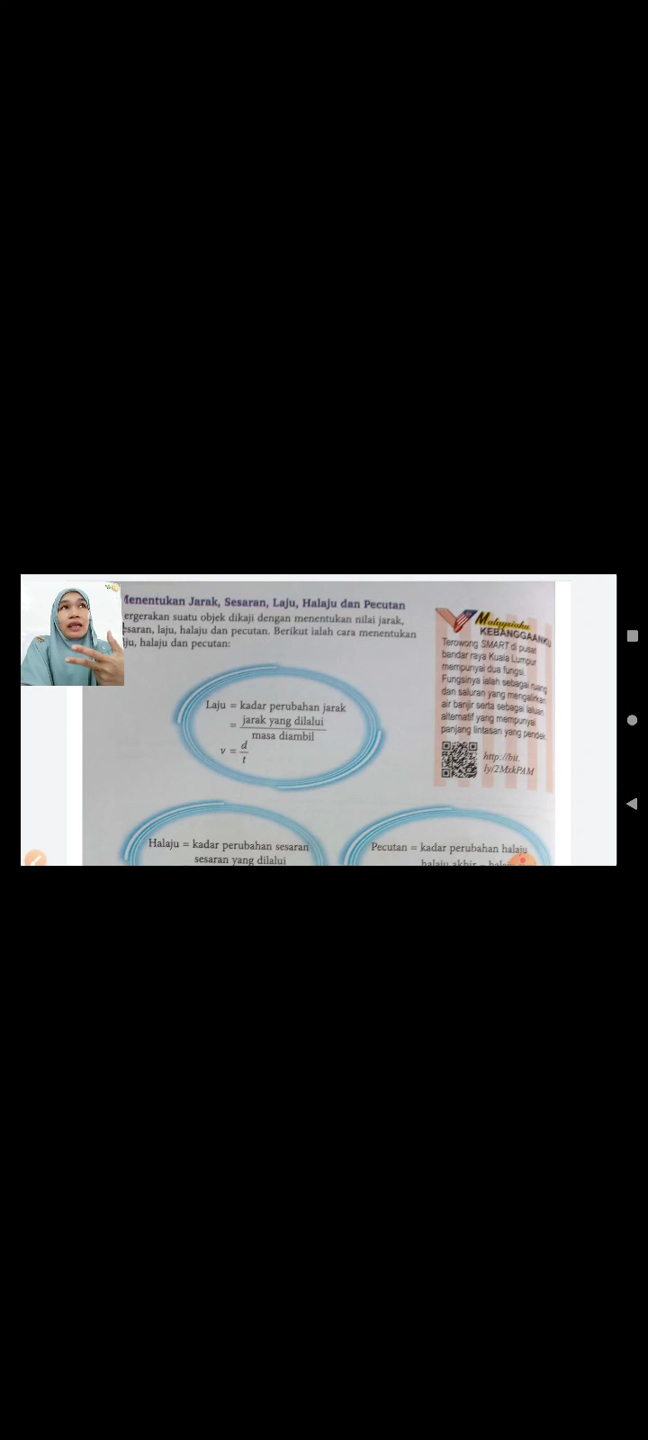 Menentukan Jarak, Sesaran, Laju, Halaju dan Pecutan
ergerakan suatu objek dikaji dengan menentukan nilai jarak,
esaran, laju, halaju dan pecutan. Berikut ialah cara menentukan
ju, halaju dan pecutan:
Laju = kadar perubahan jarak
= jarak yang dilalui
masa diambil
v = d
t
Halaju = kadar perubahan sesaran
sesaran yang dilalui
Pecutan = kadar perubahan halaju
halaju akhir –
Malaysiaku
KEBANGGAANKU
Terowong SMART di pusat
bandar raya Kuala Lumpur
mempunyai dua fungsi.
Fungsinya ialah sebagai ruang
dan saluran yang mengalirkan
air banjir serta sebagai laluan
alternatif yang mempunyai
panjang lintasan yang pendek.
http://bit.
ly/2MxkPAM